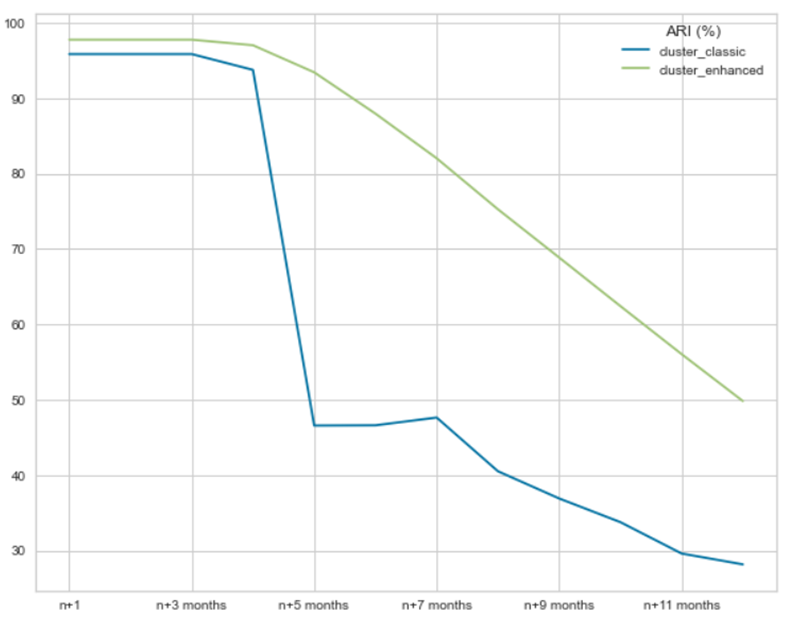 100
90
80
70
60
50
40
30
ARI (%)
cluster_classic
cluster_enhanced
n+1
n+3 months
n+5 months
n+7 months
n+9 months
n+11 months